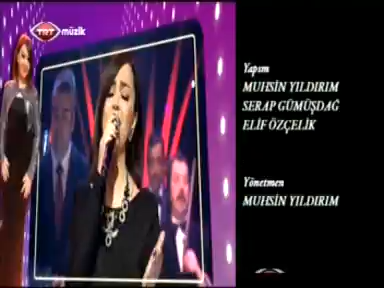 TRT müzik
Yapım
MUHSİN YILDIRIM
SERAP GÜMÜŞDAĞ
ELİF ÖZÇELİK
Yönetmen
MUHSİN YILDIRIM